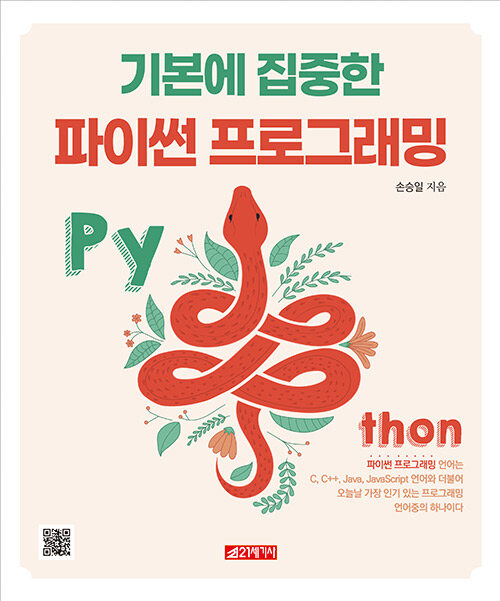 기본에 집중한
파이썬 프로그래밍
손승일 지음
Py
thon
파이썬 프로그래밍 언어는
C, C++, Java, JavaScript 언어와 더불어
오늘날 가장 인기 있는 프로그래밍
언어중의 하나이다
21세기사